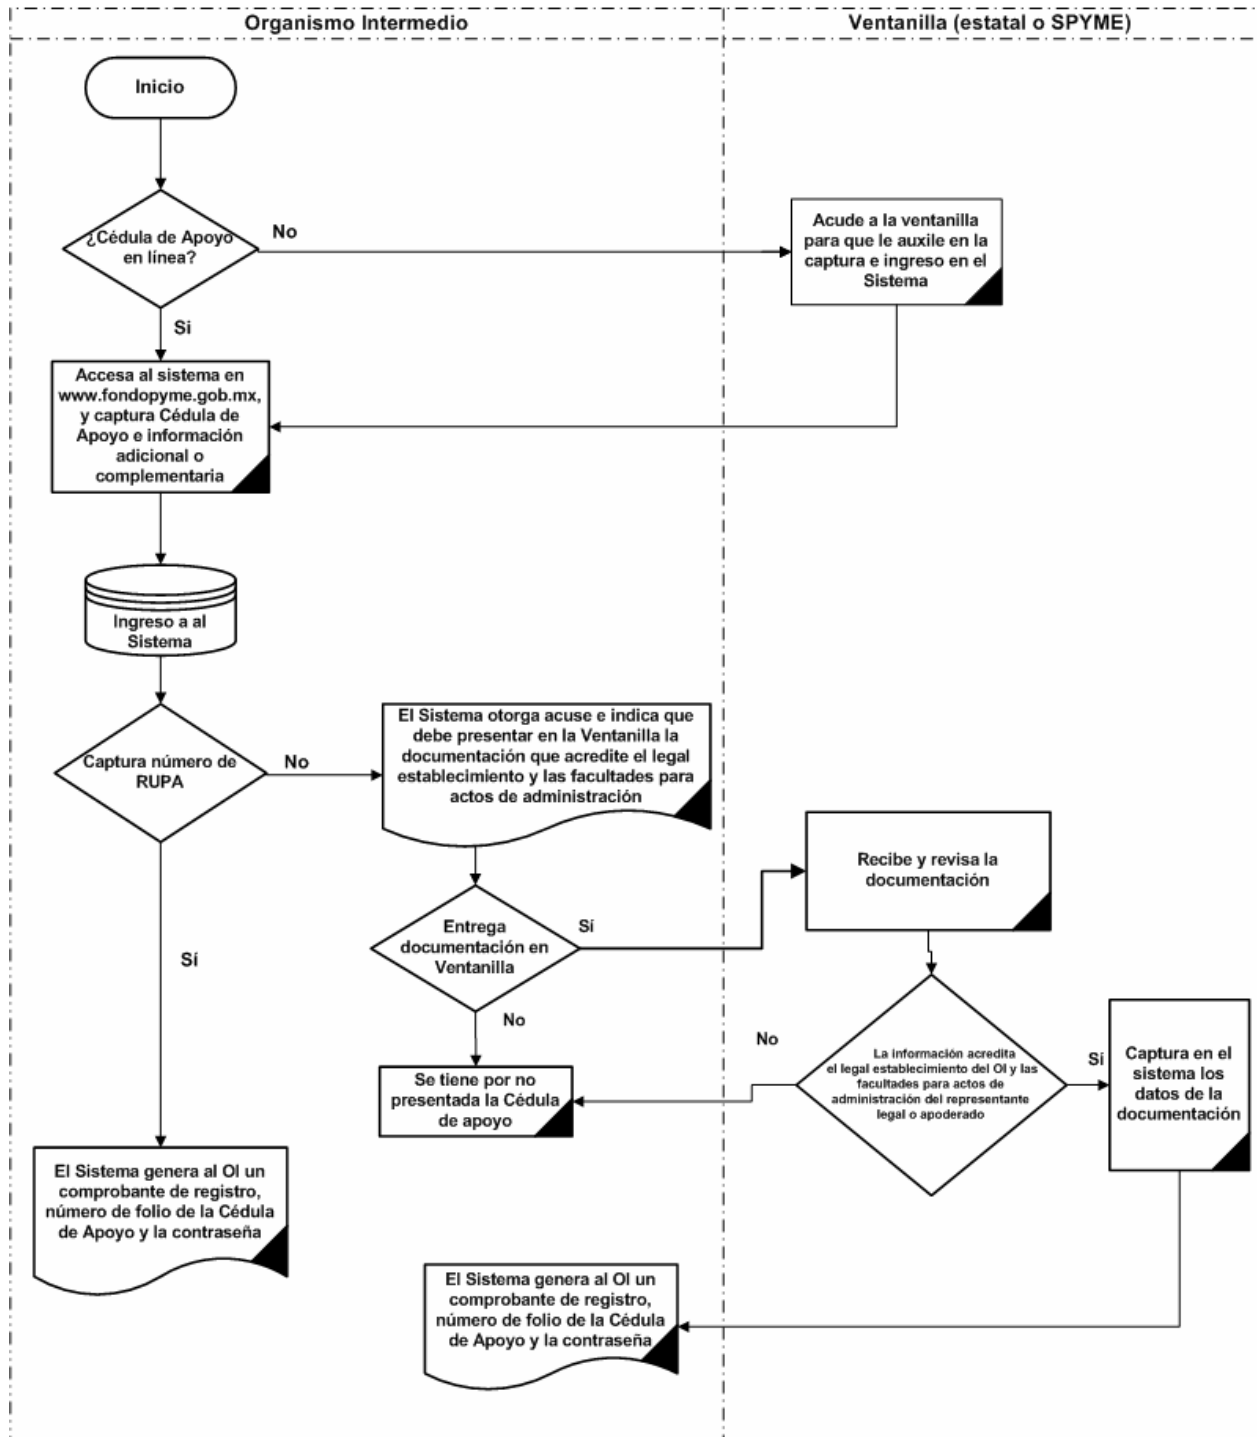 Organismo Intermedio
Ventanilla (estatal o SPYME)
Inicio
¿Cédula de Apoyo
en línea?
No
Acude a la ventanilla
para que le auxile en la
captura e ingreso en el
Sistema
Si
Accesa al sistema en
www.fondopyme.gob.mx,
y captura Cédula de
Apoyo e información
adicional o
complementaria
Ingreso a al
Sistema
Captura número de
RUPA
No
El Sistema otorga acuse e indica que
debe presentar en la Ventanilla la
documentación que acredite el legal
establecimiento y las facultades para
actos de administración
Sí
Entrega
documentación en
Ventanilla
Sí
Recibe y revisa la
documentación
No
Se tiene por no
presentada la Cédula
de apoyo
No
La información acredita
el legal establecimiento del OI y las
facultades para actos de
administración del representante
legal o apoderado
Sí
Captura en el
sistema los
datos de la
documentación
El Sistema genera al OI un
comprobante de registro,
número de folio de la Cédula
de Apoyo y la contraseña
El Sistema genera al OI un
comprobante de registro,
número de folio de la Cédula
de Apoyo y la contraseña